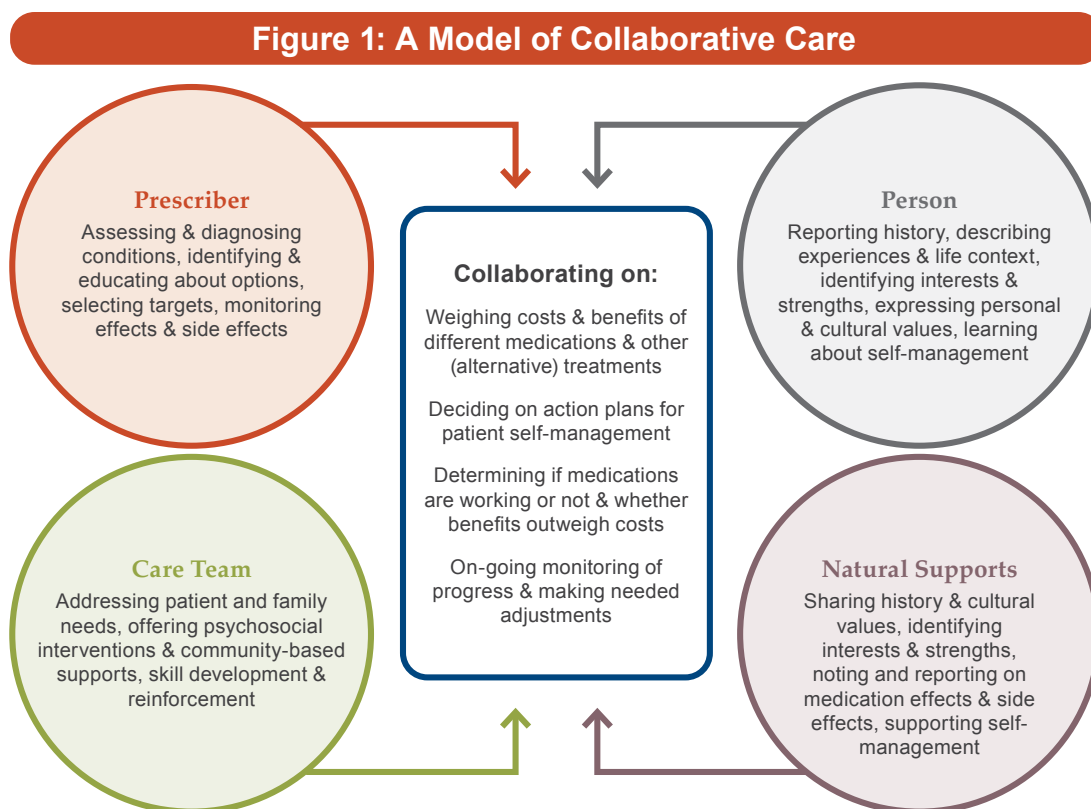 Figure 1: A Model of Collaborative Care
Prescriber
Assessing & diagnosing
conditions, identifying &
educating about options,
selecting targets, monitoring
effects & side effects
Person
Reporting history, describing
experiences & life context,
identifying interests &
strengths, expressing personal
& cultural values, learning
about self-management
Collaborating on:
Weighing costs & benefits of
different medications & other
(alternative) treatments
Deciding on action plans for
patient self-management
Determining if medications
are working or not & whether
benefits outweigh costs
On-going monitoring of
progress & making needed
adjustments
Care Team
Addressing patient and family
needs, offering psychosocial
interventions & community-based
supports, skill development &
reinforcement
Natural Supports
Sharing history & cultural
values, identifying
interests & strengths,
noting and reporting on
medication effects & side
effects, supporting self-
management